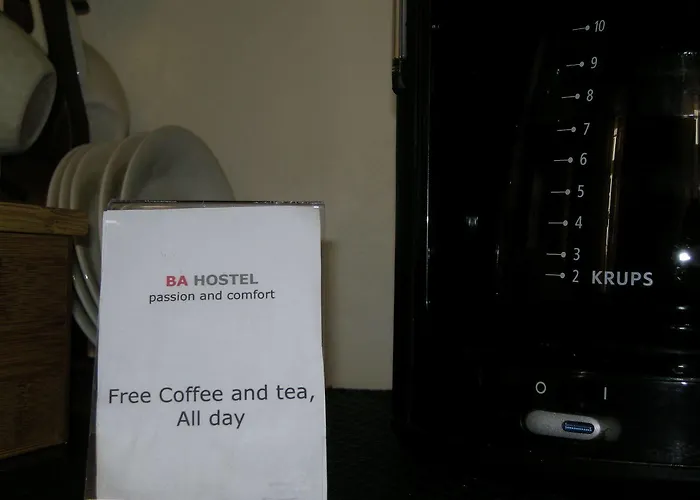 BA HOSTEL
passion and comfort
Free Coffee and tea,
All day
10
9
8
7
6
5
4
3
2 KRUPS
O I